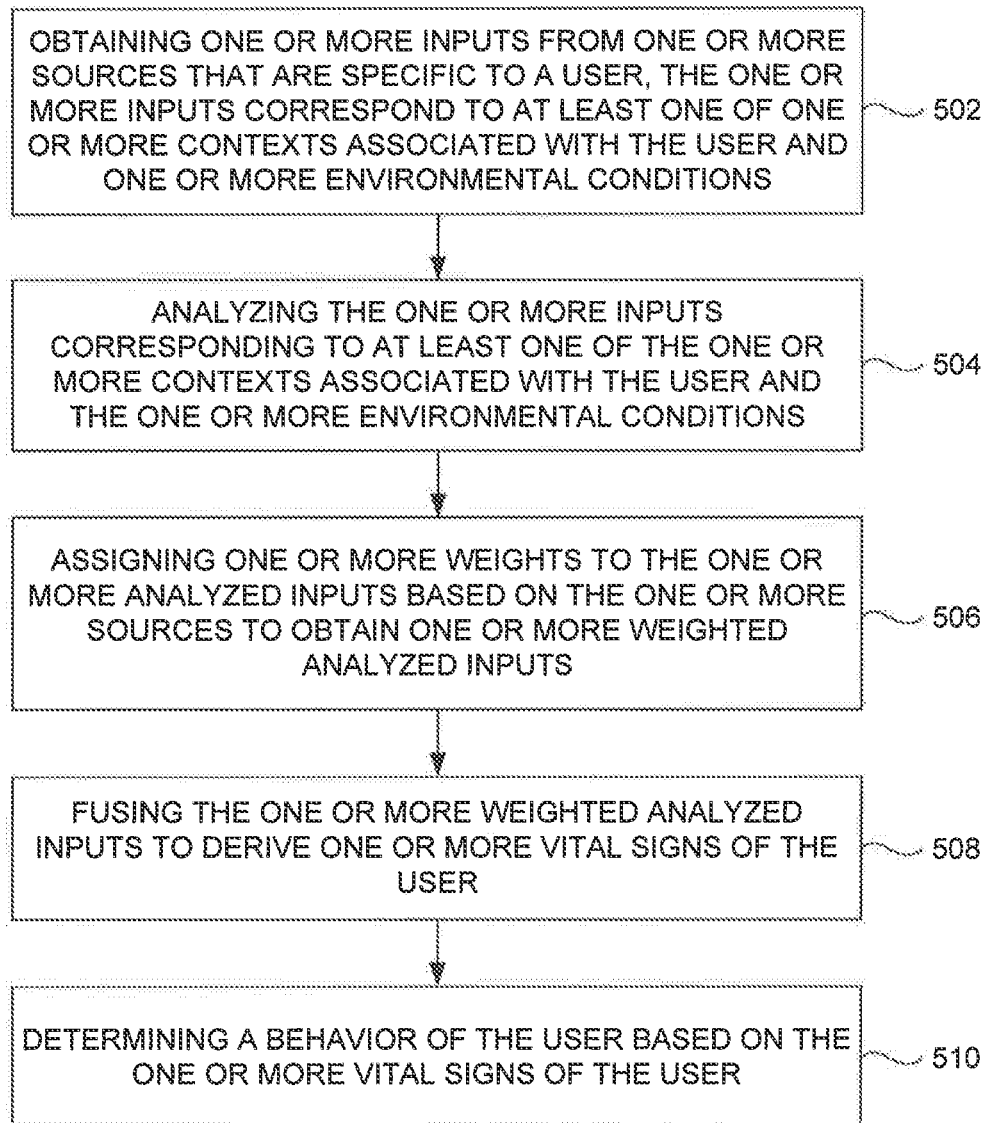 OBTAINING ONE OR MORE INPUTS FROM ONE OR MORE
SOURCES THAT ARE SPECIFIC TO A USER, THE ONE OR
MORE INPUTS CORRESPOND TO AT LEAST ONE OF ONE
OR MORE CONTEXTS ASSOCIATED WITH THE USER AND
ONE OR MORE ENVIRONMENTAL CONDITIONS
502
ANALYZING THE ONE OR MORE INPUTS
CORRESPONDING TO AT LEAST ONE OF THE ONE OR
MORE CONTEXTS ASSOCIATED WITH THE USER AND
THE ONE OR MORE ENVIRONMENTAL CONDITIONS
504
ASSIGNING ONE OR MORE WEIGHTS TO THE ONE OR
MORE ANALYZED INPUTS BASED ON THE ONE OR MORE
SOURCES TO OBTAIN ONE OR MORE WEIGHTED
ANALYZED INPUTS
506
FUSING THE ONE OR MORE WEIGHTED ANALYZED
INPUTS TO DERIVE ONE OR MORE VITAL SIGNS OF THE
USER
508
DETERMINING A BEHAVIOR OF THE USER BASED ON THE
ONE OR MORE VITAL SIGNS OF THE USER
510